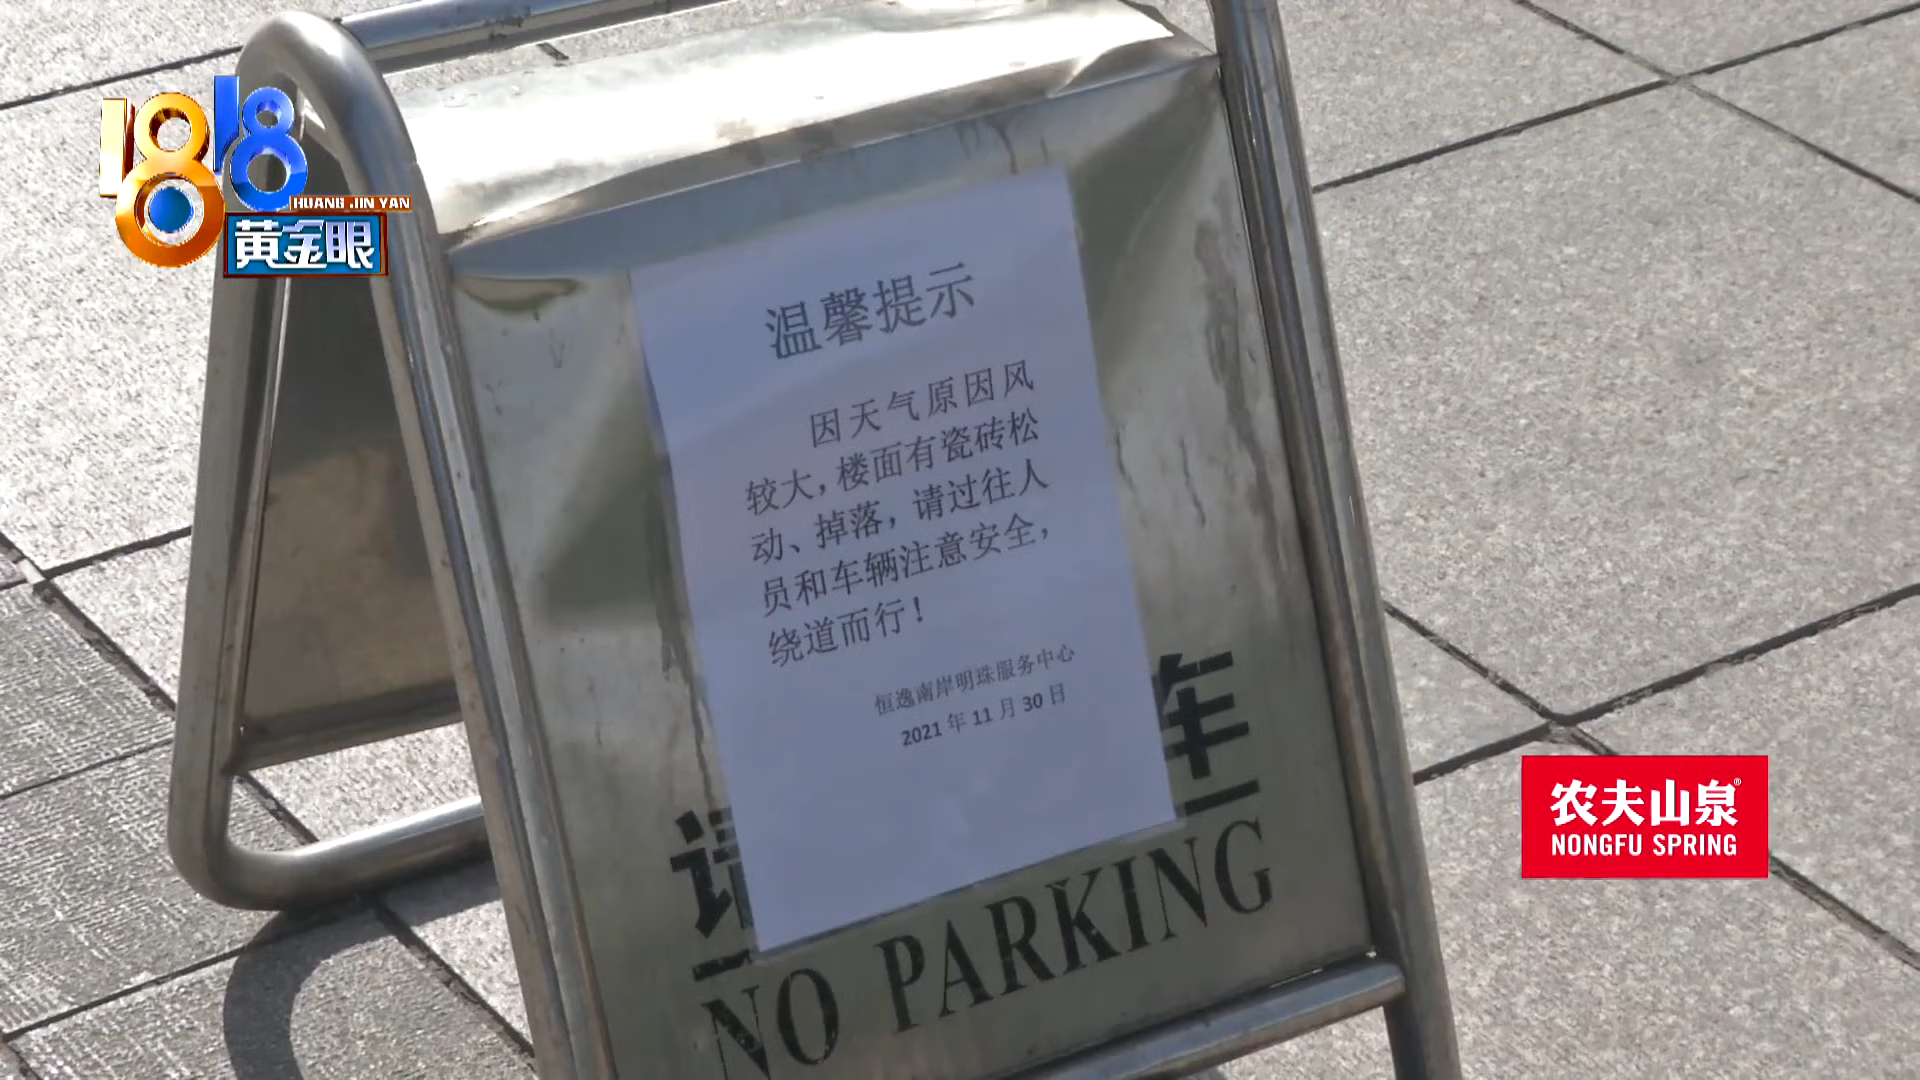 1818
HUANG JIN YAN
黄金眼
温馨提示
因天气原因风
较大，楼面有瓷砖松
动、掉落，请过往人
员和车辆注意安全，
绕道而行！
恒逸南岸明珠服务中心
2021年11月30日
请
车
NO PARKING
农夫山泉®
NONGFU SPRING